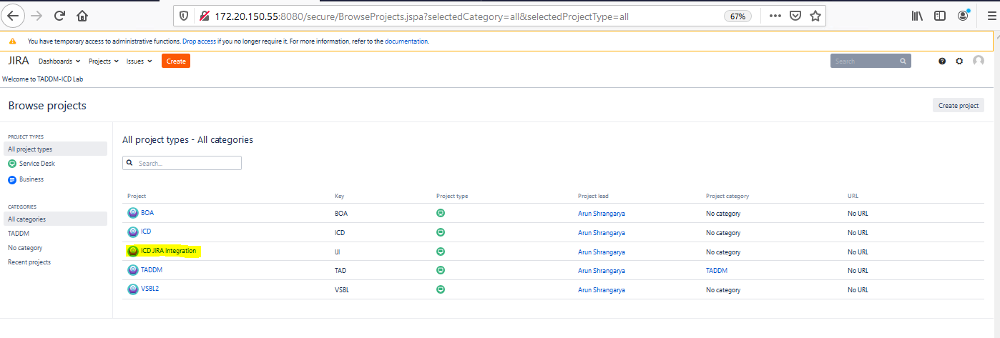 172.20.150.55:8080/secure/BrowseProjects.jspa?selectedCategory=all&selectedProjectType=all 67%
You have temporary access to administrative functions. Drop access if you no longer require it. For more information, refer to the documentation.
JIRA Dashboards Projects Issues Create Search
Welcome to TADDM-ICD Lab
Browse projects Create project
PROJECT TYPES
All project types
Service Desk
Business
CATEGORIES
All categories
TADDM
No category
Recent projects
All project types - All categories
Search...
Project Key Project type Project lead Project category URL
BOA BOA Arun Shrangarya No category No URL
ICD ICD Arun Shrangarya No category No URL
ICD JIRA Integration IJI Arun Shrangarya No category No URL
TADDM TAD Arun Shrangarya TADDM No URL
VSBL2 VSBL Arun Shrangarya No category No URL